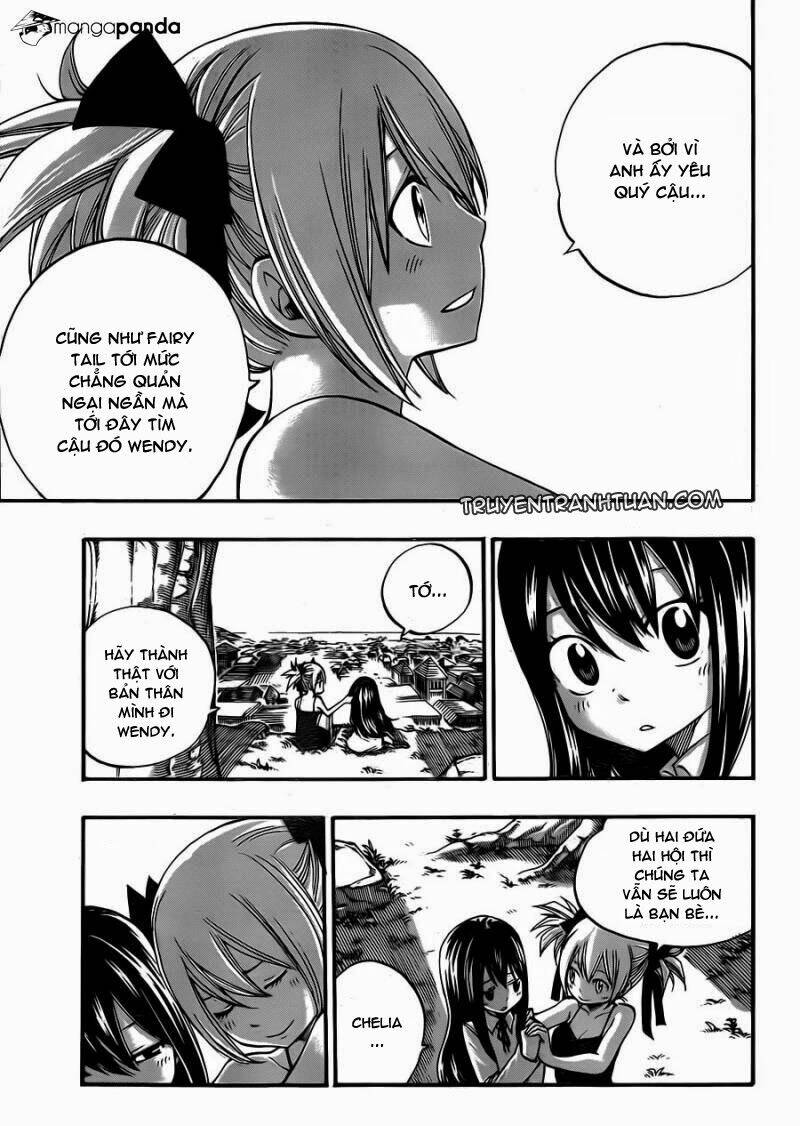 mangapanda
VÀ BỞI VÌ
ANH ẤY YÊU
QUÝ CẬU...
CŨNG NHƯ FAIRY
TAIL TỚI MỨC
CHẲNG QUẢN
NGẠI NGẦN MÀ
TỚI ĐÂY TÌM
CẬU ĐÓ WENDY.
TRUYENTRANHTUAN.COM
TỚ...
HÃY THÀNH
THẬT VỚI
BẢN THÂN
MÌNH ĐI
WENDY.
DÙ HAI ĐỨA
HAI HỘI THÌ
CHÚNG TA
VẪN SẼ LUÔN
LÀ BẠN BÈ...
CHELIA
...